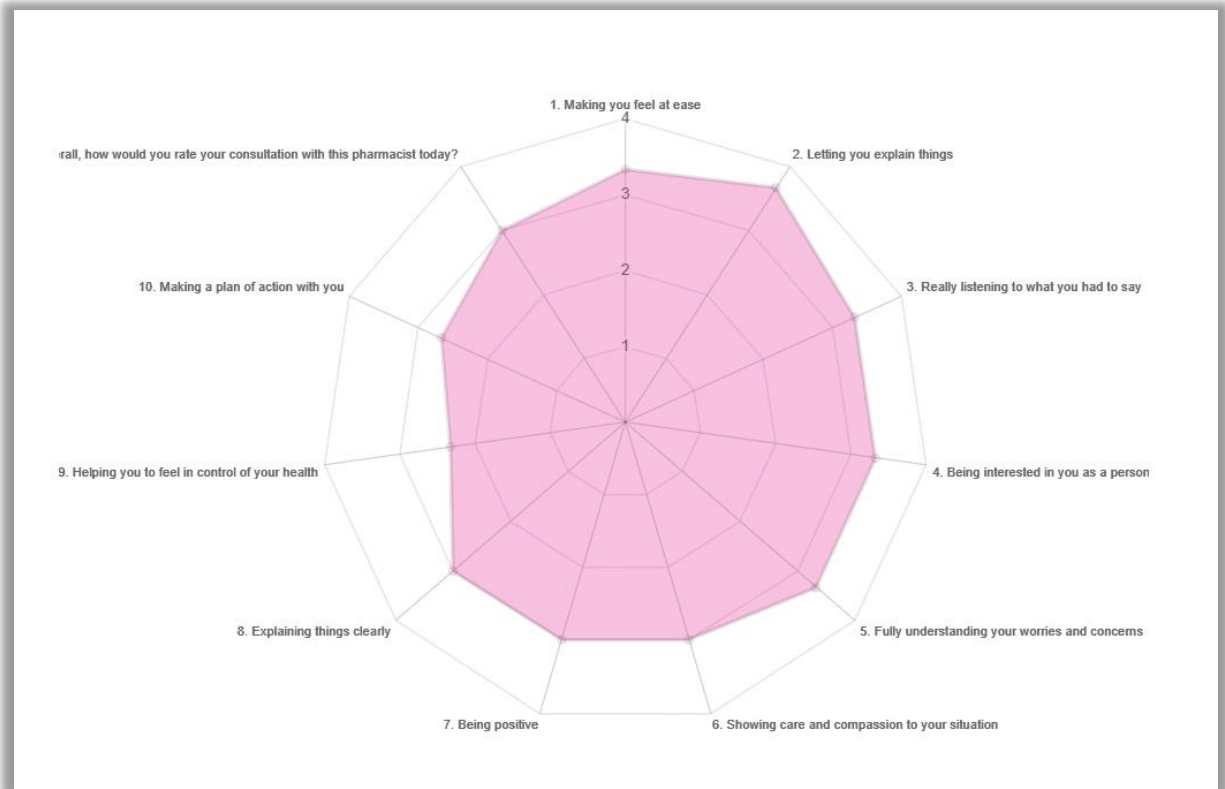 1. Making you feel at ease
2. Letting you explain things
3. Really listening to what you had to say
4. Being interested in you as a person
5. Fully understanding your worries and concerns
6. Showing care and compassion to your situation
7. Being positive
8. Explaining things clearly
9. Helping you to feel in control of your health
10. Making a plan of action with you
rall, how would you rate your consultation with this pharmacist today?
4
3
2
1